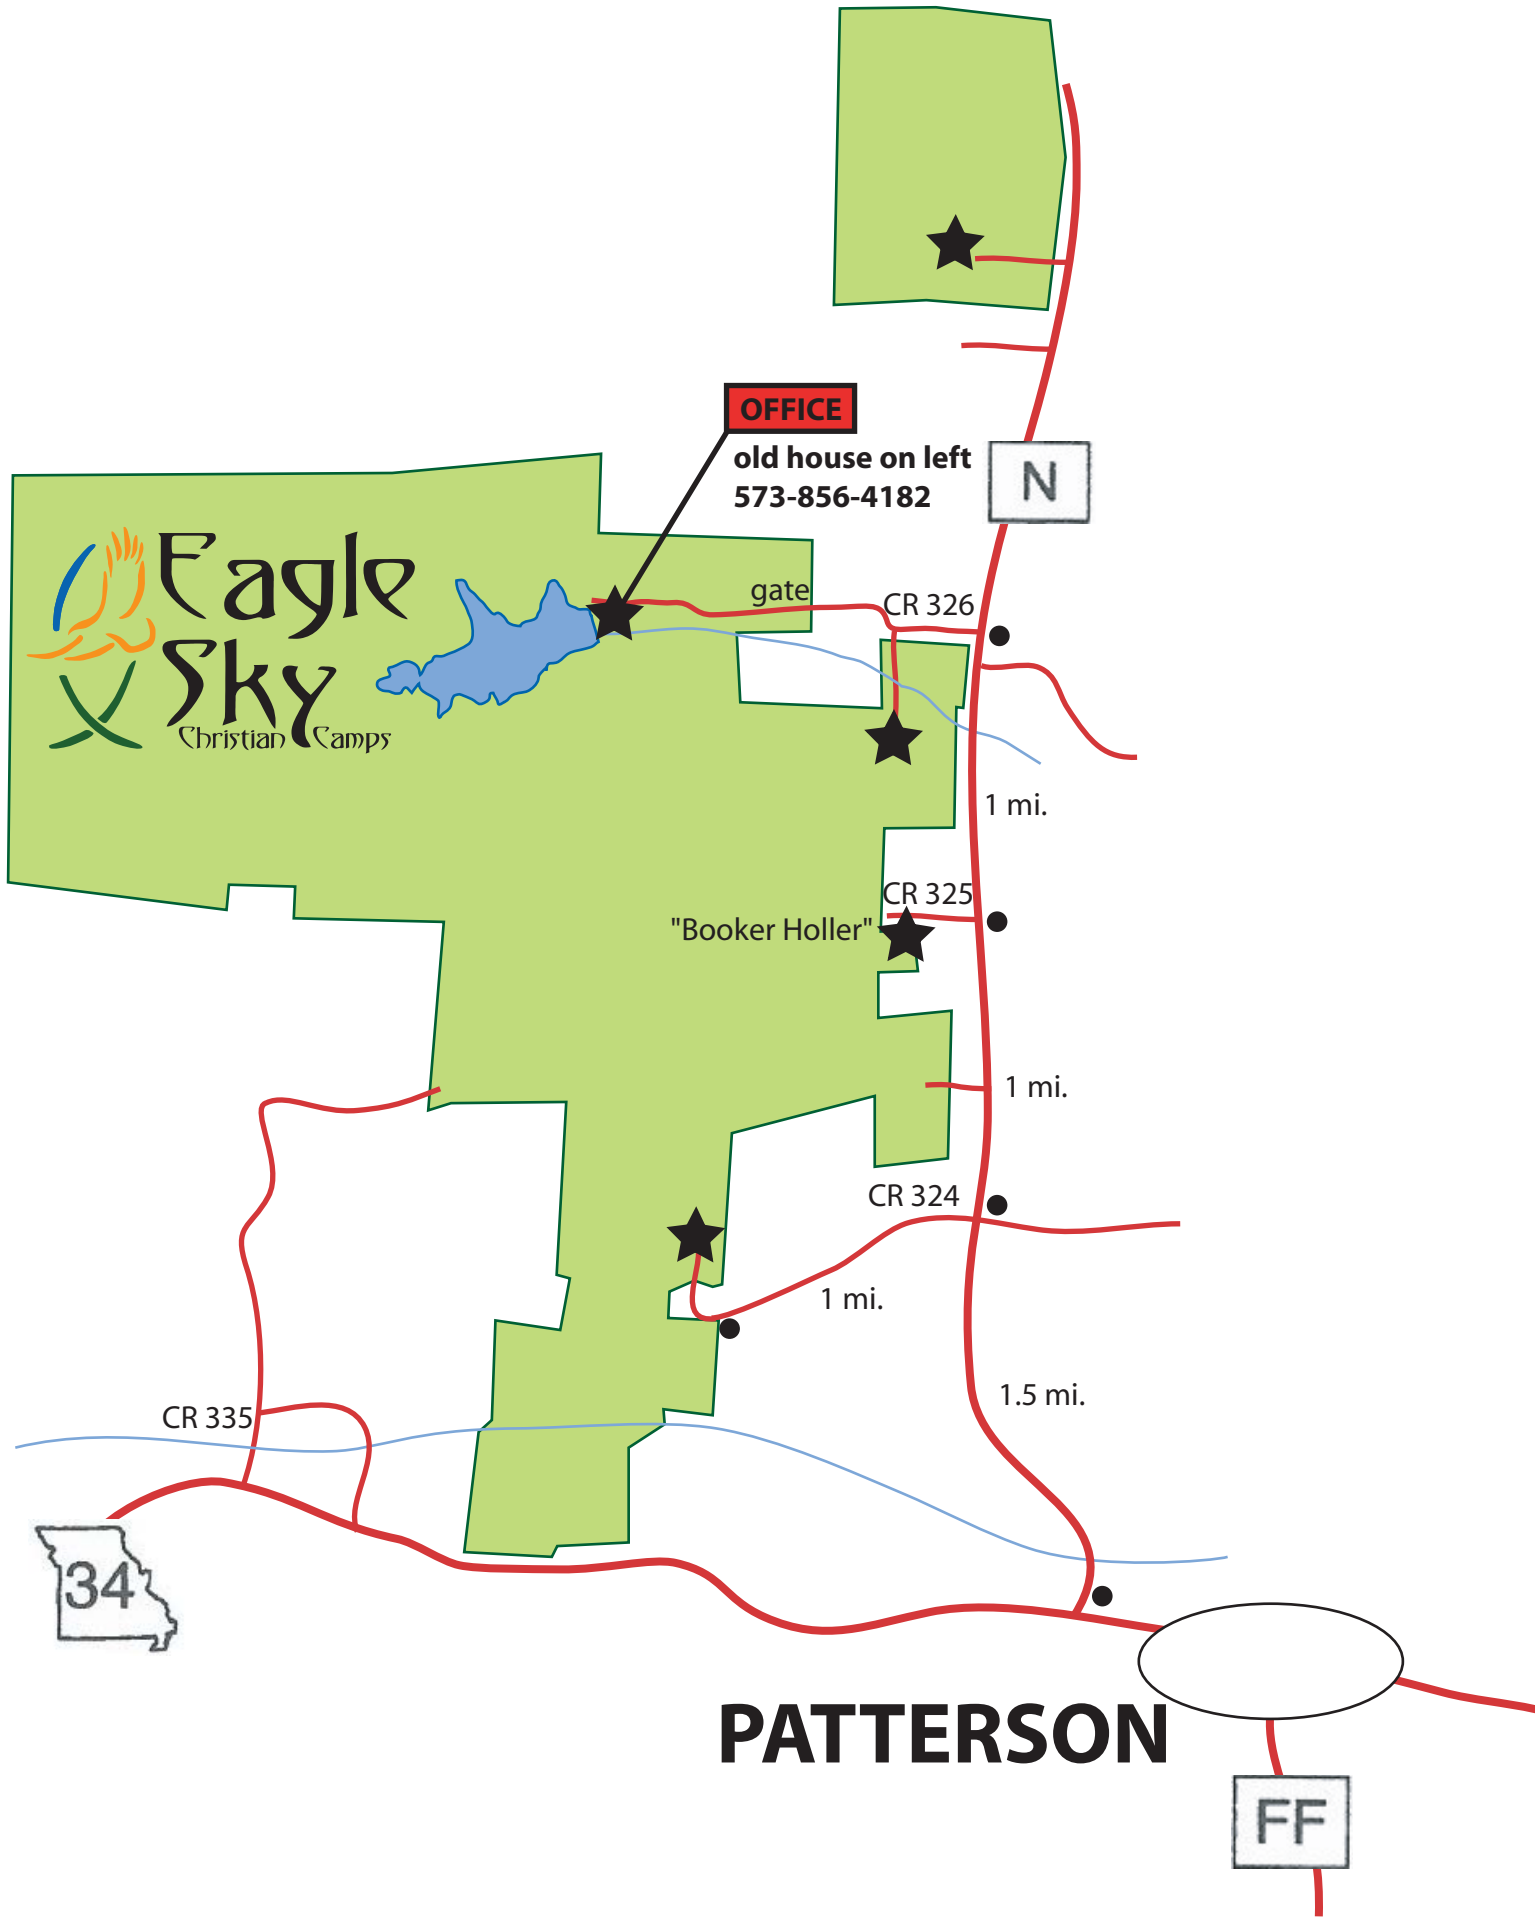 OFFICE
old house on left
573-856-4182
N
Eagle
Sky
Christian Camps
gate
CR 326
1 mi.
CR 325
"Booker Holler"
1 mi.
CR 324
1 mi.
1.5 mi.
CR 335
34
PATTERSON
FF